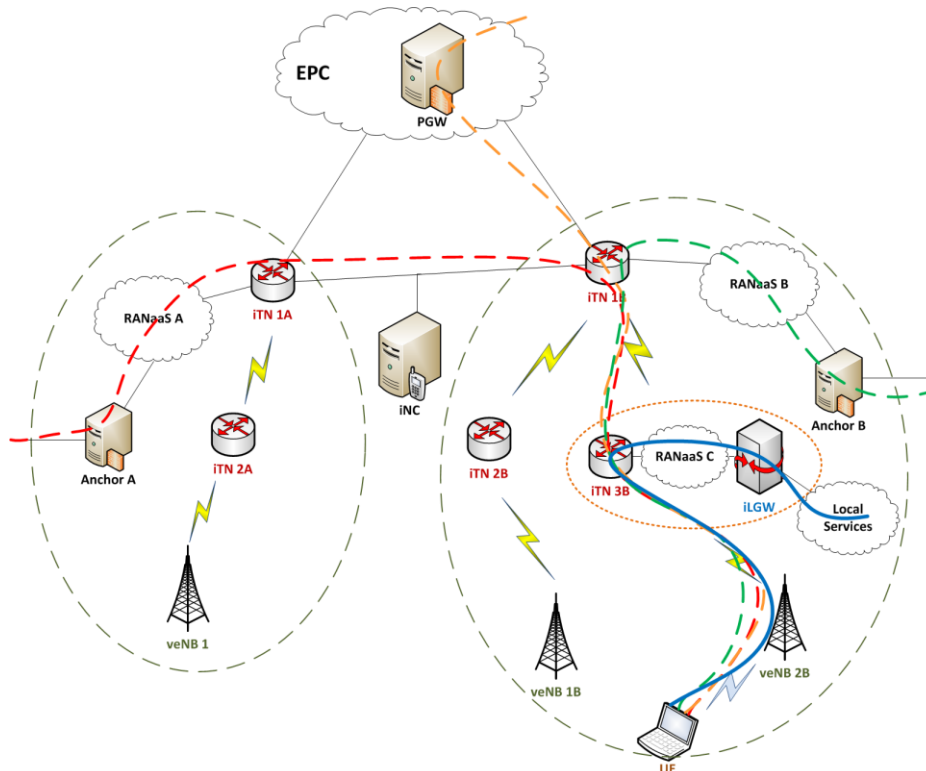 EPC
PGW
RANaaS A
iTN 1A
iTN 1B
RANaaS B
iNC
Anchor A
iTN 2A
iTN 2B
iTN 3B
RANaaS C
iLGW
Anchor B
Local
Services
veNB 1
veNB 1B
veNB 2B
UE